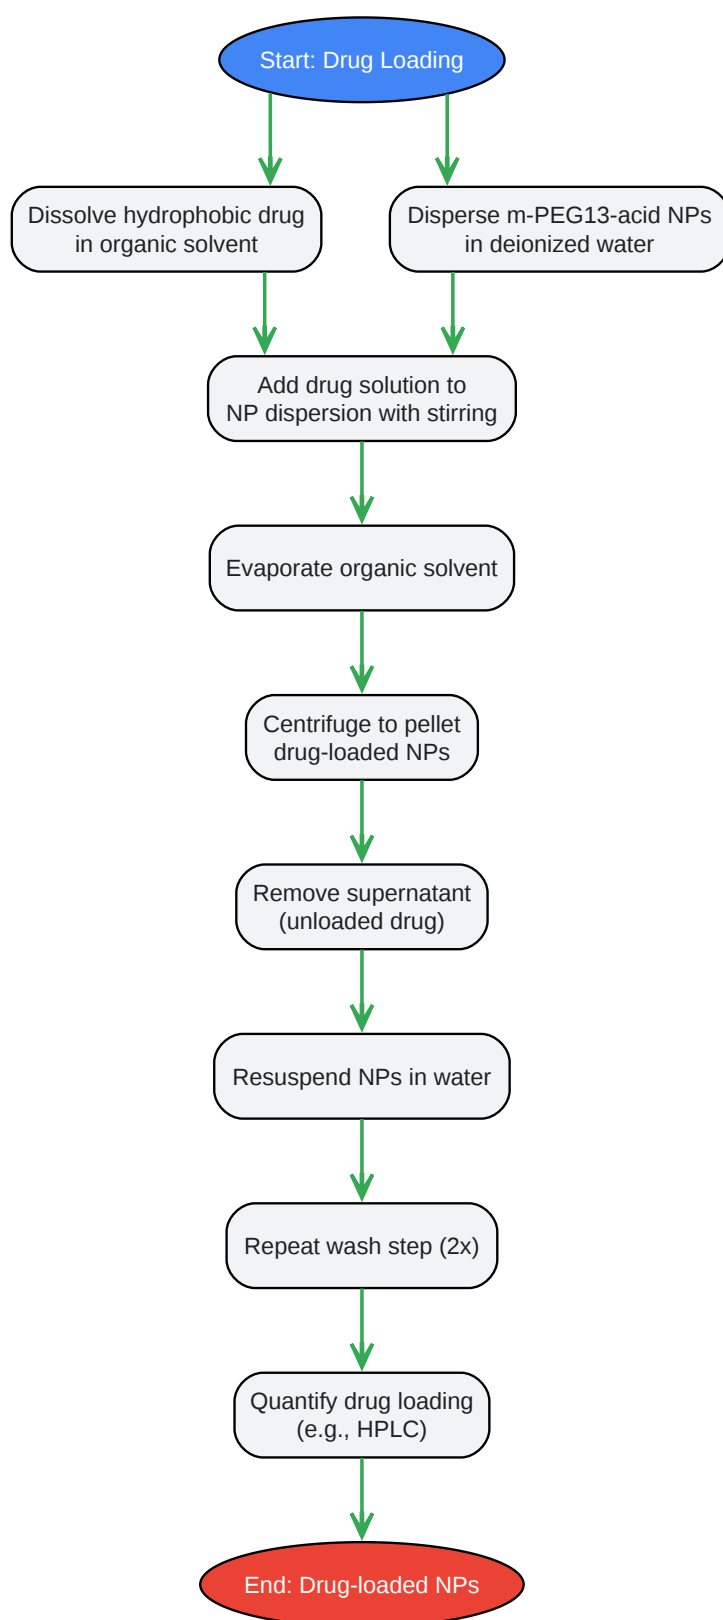 Start: Drug Loading
Dissolve hydrophobic drug
in organic solvent
Disperse m-PEG13-acid NPs
in deionized water
Add drug solution to
NP dispersion with stirring
Evaporate organic solvent
Centrifuge to pellet
drug-loaded NPs
Remove supernatant
(unloaded drug)
Resuspend NPs in water
Repeat wash step (2x)
Quantify drug loading
(e.g., HPLC)
End: Drug-loaded NPs